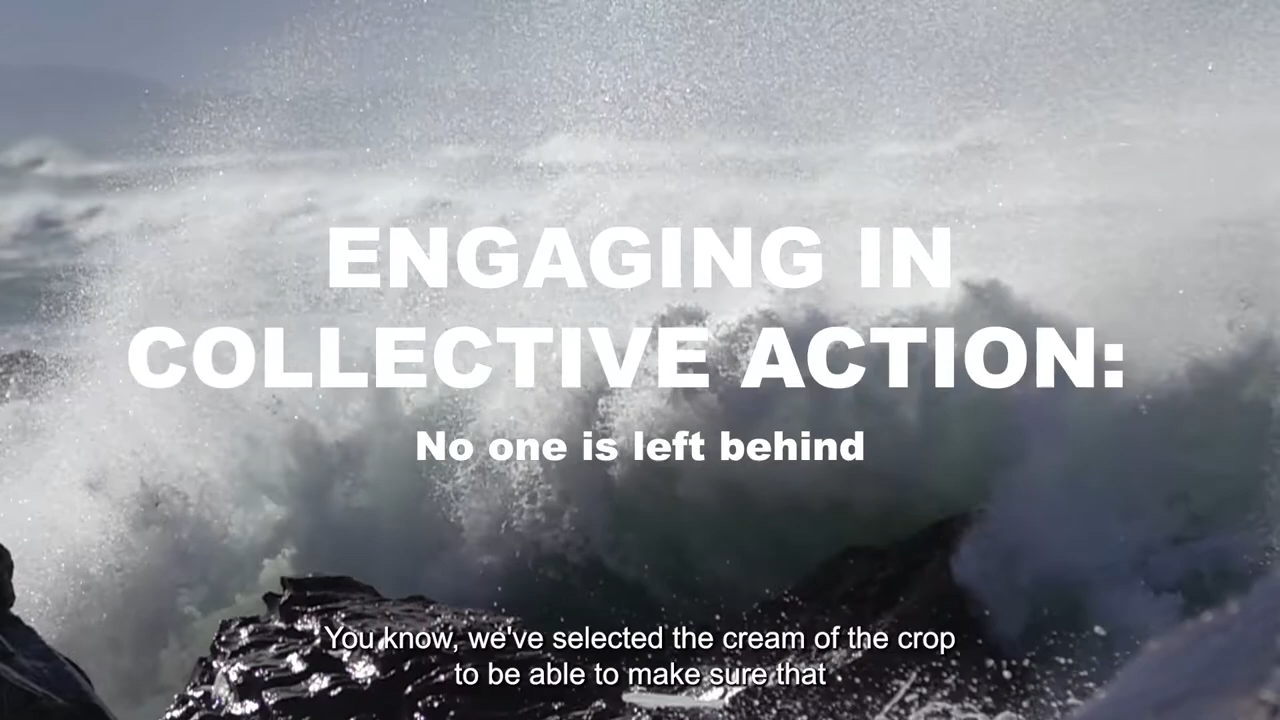 ENGAGING IN
COLLECTIVE ACTION:
No one is left behind
You know, we've selected the cream of the crop
to be able to make sure that